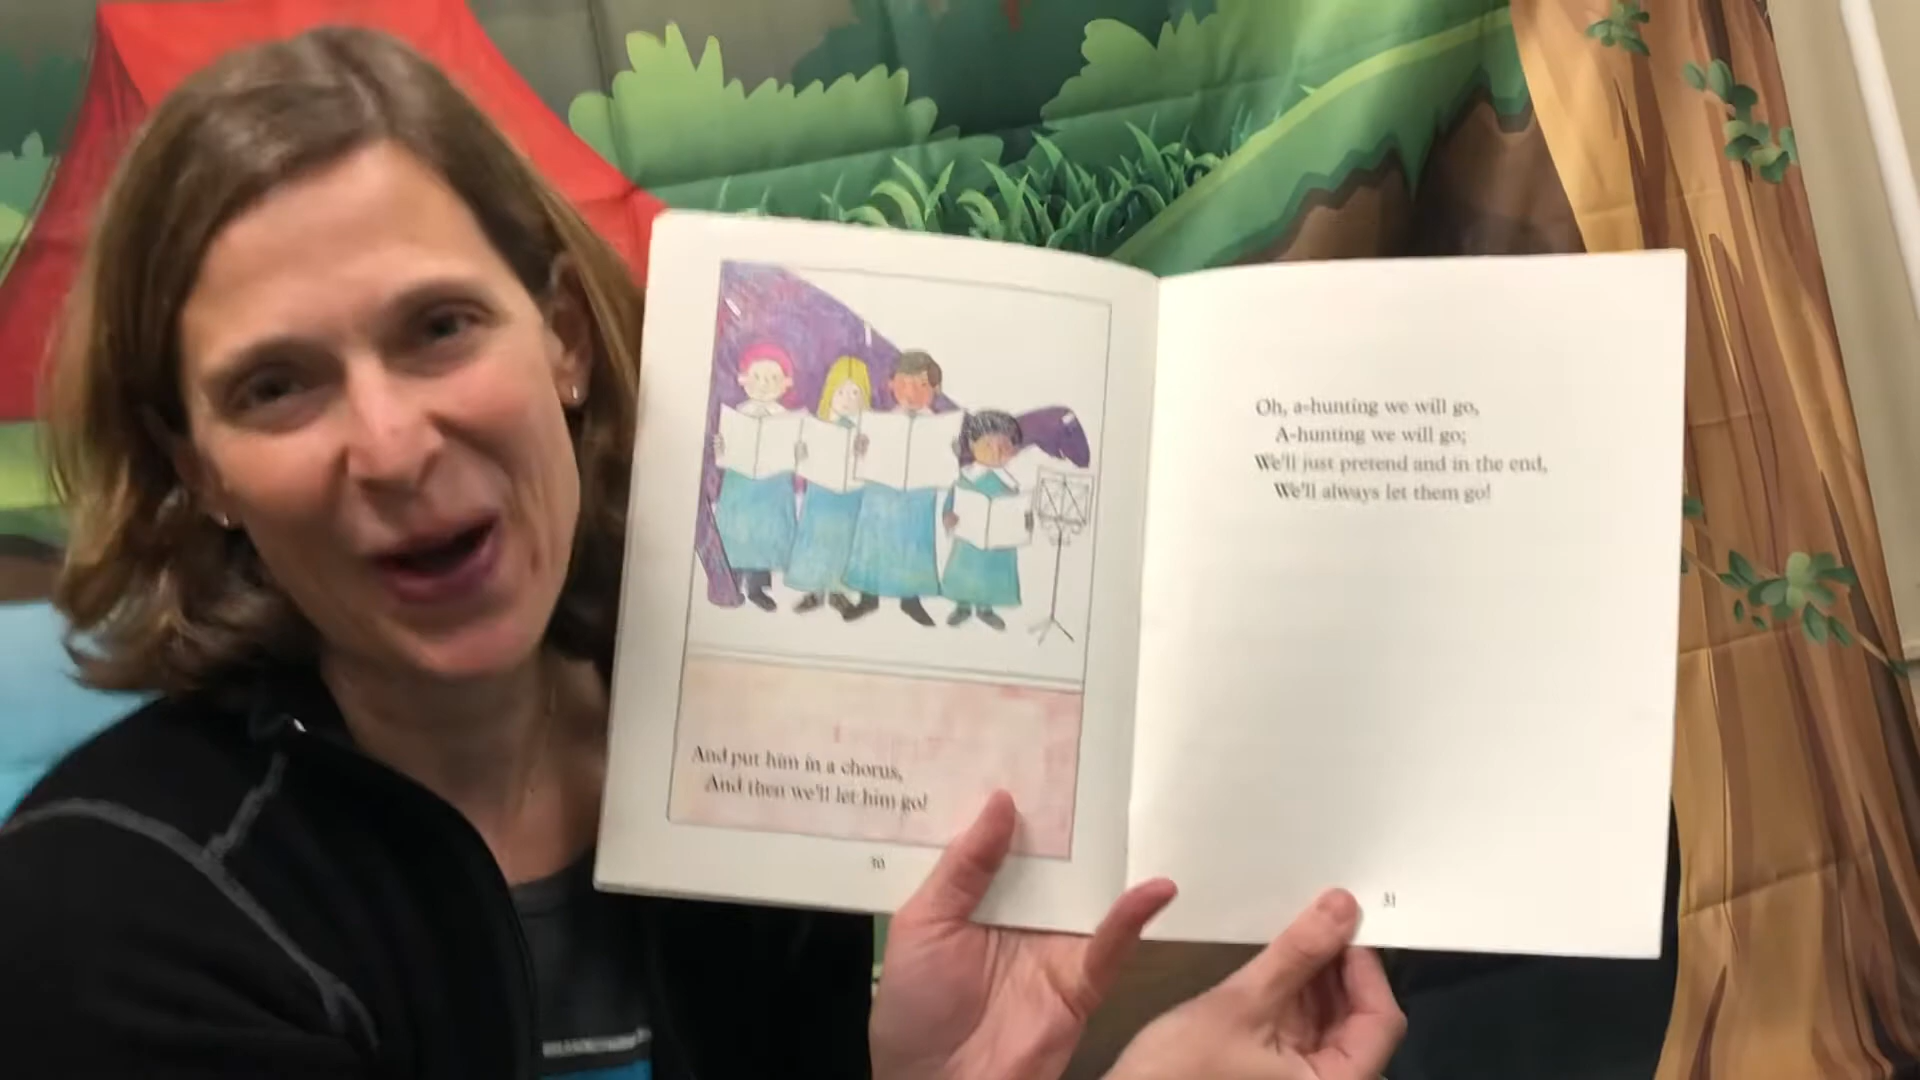 And put him in a chorus,
And then we'll let him go!
30
Oh, a-hunting we will go,
A-hunting we will go;
We'll just pretend and in the end,
We'll always let them go!
31